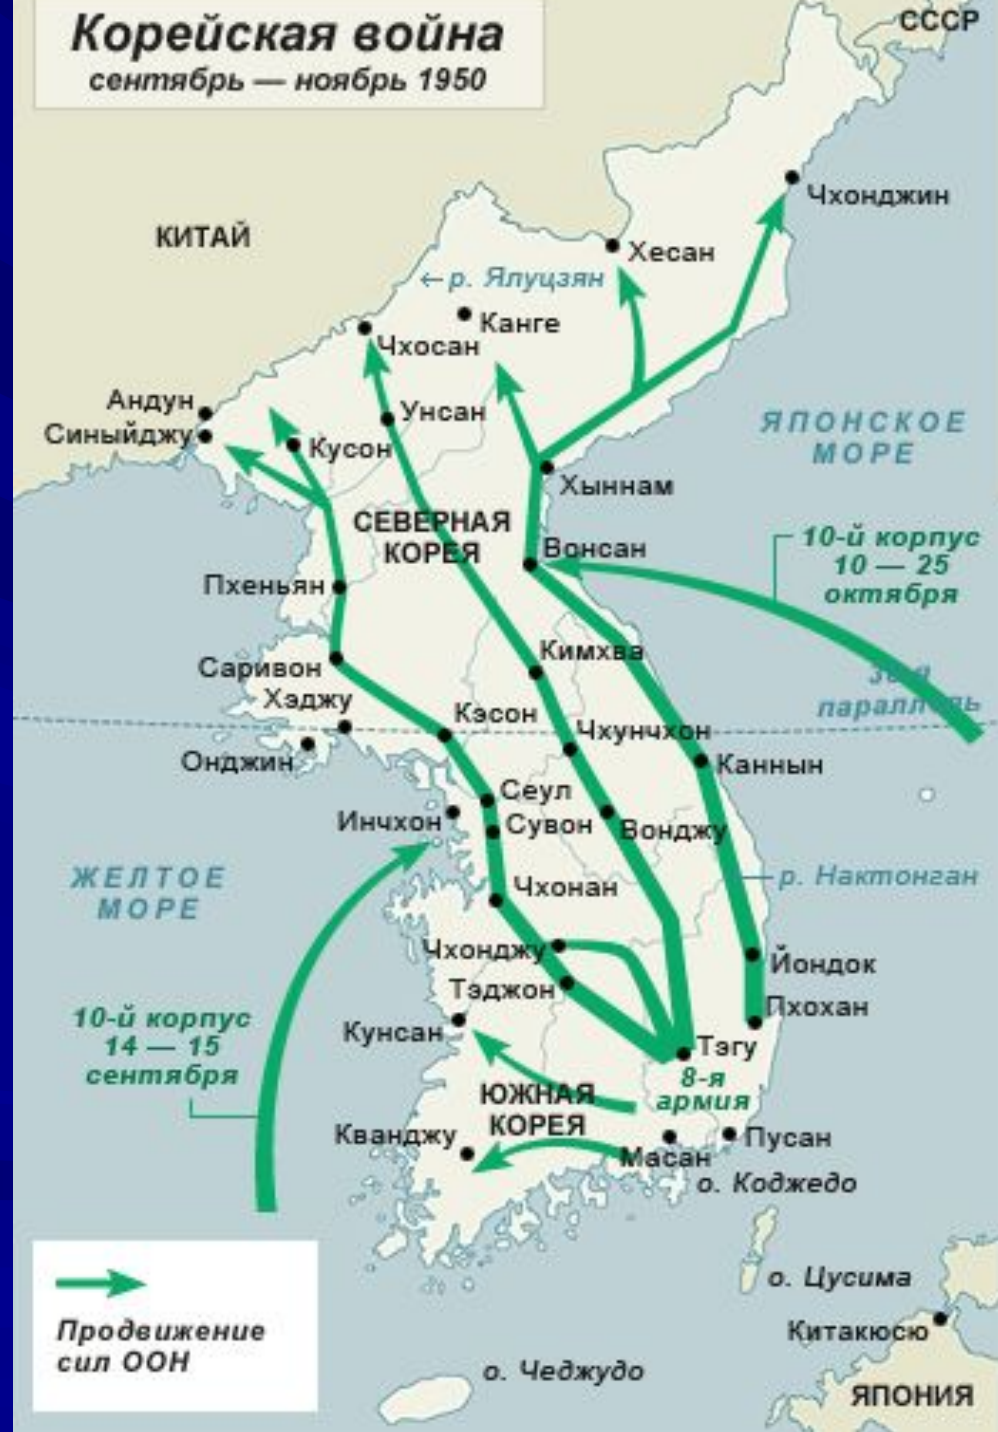 Корейская война
сентябрь — ноябрь 1950
СССР
Чхонджин
КИТАЙ
Хесан
←р. Ялуцзян
Канге
Чхосан
Андун
Унсан
Синыйджу
Кусон
ЯПОНСКОЕ
МОРЕ
Хыннам
СЕВЕРНАЯ
КОРЕЯ
Вонсан
10-й корпус
10 — 25
октября
Пхеньян
Кимхва
Саривон
38-я
параллель
Хэджу
Кэсон
Чхунчхон
Онджин
Каннын
Сеул
Инчхон
Сувон
Вонджу
ЖЕЛТОЕ
МОРЕ
р. Нактонган
Чхонан
Чхонджу
Йондок
Тэджон
Пхохан
10-й корпус
14 — 15
сентября
Кунсан
Тэгу
8-я
армия
ЮЖНАЯ
КОРЕЯ
Кванджу
Пусан
Масан
о. Коджедо
о. Цусима
Продвижение
сил ООН
Китакюсю
о. Чеджудо
ЯПОНИЯ